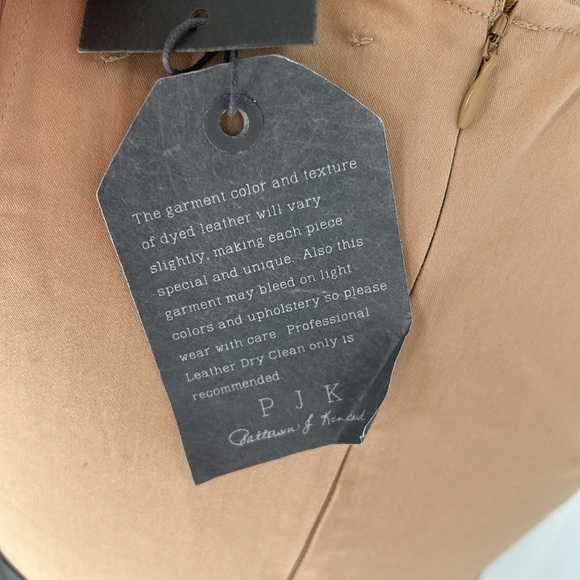 The garment color and texture
of dyed leather will vary
slightly, making each piece
special and unique. Also this
garment may bleed on light
colors and upholstery so please
wear with care. Professional
Leather Dry Clean only is
recommended.
P J K
Patterson J Kincaid